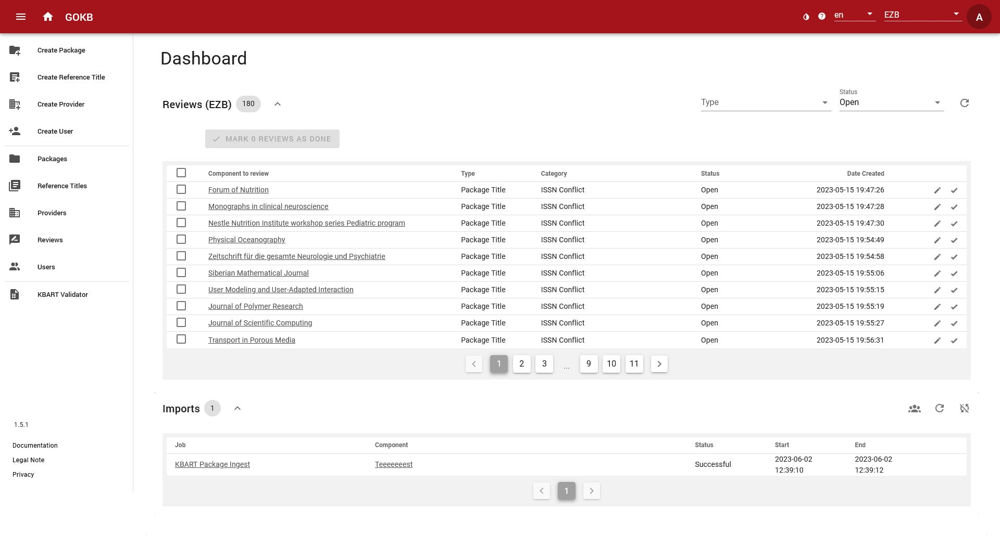 GOKB
en
EZB
A
Create Package
Create Reference Title
Create Provider
Create User
Packages
Reference Titles
Providers
Reviews
Users
KBART Validator
1.5.1
Documentation
Legal Note
Privacy
Dashboard
Reviews (EZB) 180
Type
Status
Open
MARK 0 REVIEWS AS DONE
Component to review Type Category Status Date Created
Forum of Nutrition Package Title ISSN Conflict Open 2023-05-15 19:47:26
Monographs in clinical neuroscience Package Title ISSN Conflict Open 2023-05-15 19:47:28
Nestle Nutrition Institute workshop series Pediatric program Package Title ISSN Conflict Open 2023-05-15 19:47:30
Physical Oceanography Package Title ISSN Conflict Open 2023-05-15 19:54:49
Zeitschrift für die gesamte Neurologie und Psychiatrie Package Title ISSN Conflict Open 2023-05-15 19:54:58
Siberian Mathematical Journal Package Title ISSN Conflict Open 2023-05-15 19:55:06
User Modeling and User-Adapted Interaction Package Title ISSN Conflict Open 2023-05-15 19:55:15
Journal of Polymer Research Package Title ISSN Conflict Open 2023-05-15 19:55:19
Journal of Scientific Computing Package Title ISSN Conflict Open 2023-05-15 19:55:27
Transport in Porous Media Package Title ISSN Conflict Open 2023-05-15 19:56:31
1 2 3 ... 9 10 11
Imports 1
Job Component Status Start End
KBART Package Ingest Teeeeeeest Successful 2023-06-02 12:39:10 2023-06-02 12:39:12
1